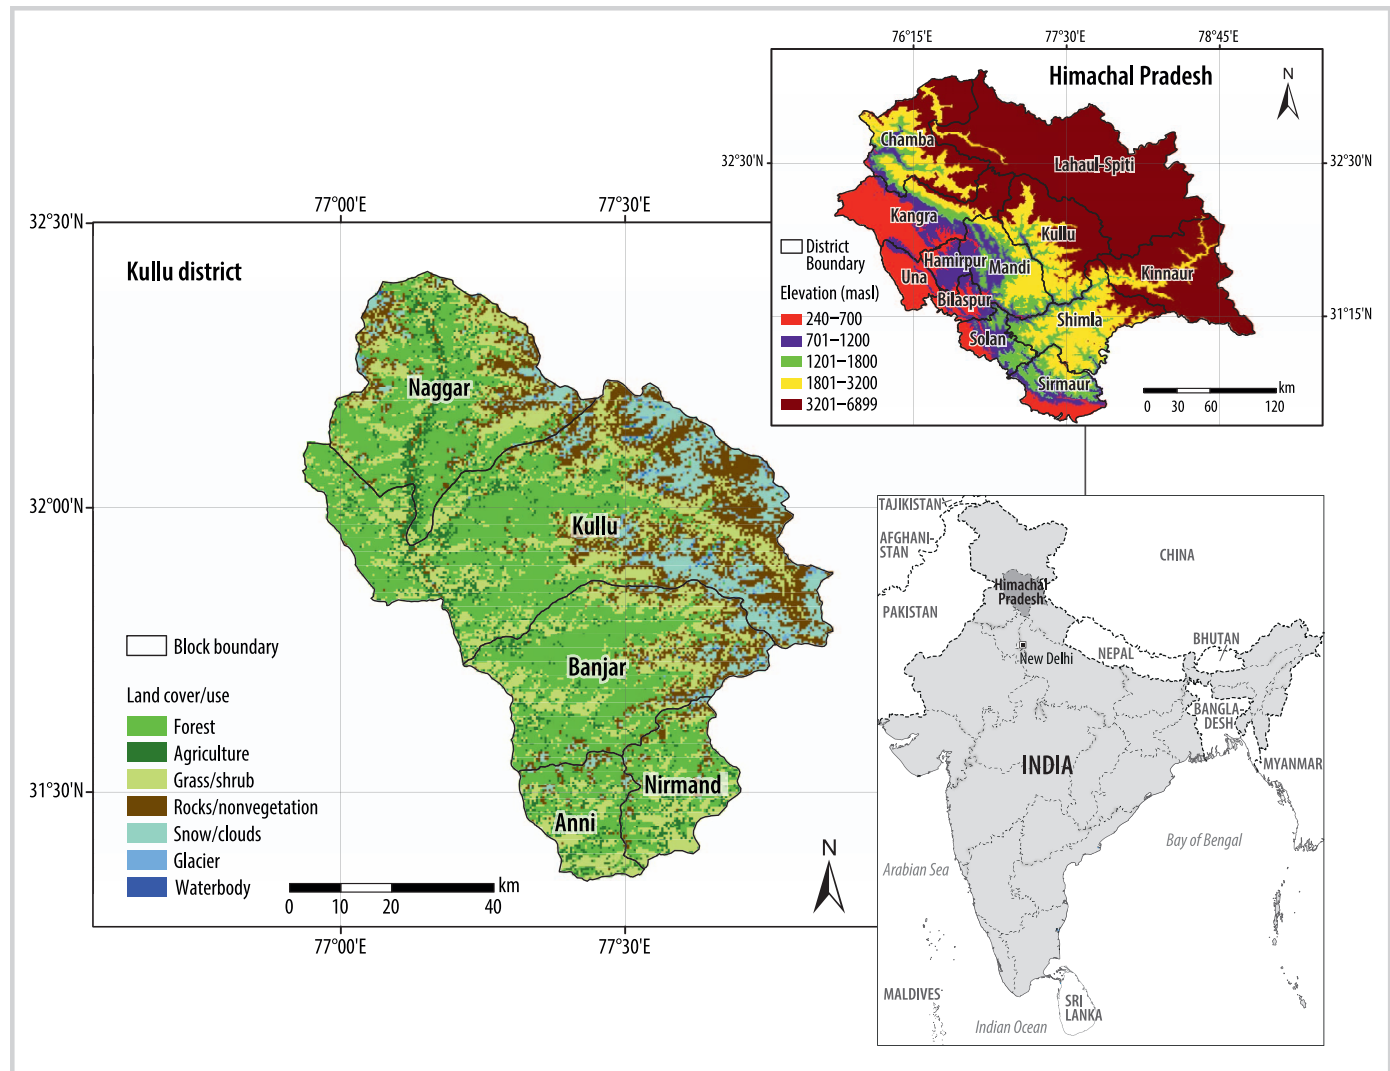 76°15'E
77°30'E
78°45'E
Himachal Pradesh
N
32°30'N
32°30'N
Chamba
Lahaul-Spiti
Kangra
Kullu
Hamirpur
Mandi
Una
Kinnaur
Bilaspur
Shimla
Solan
Sirmaur
31°15'N
District
Boundary
Elevation (masl)
240–700
701–1200
1201–1800
1801–3200
3201–6899
km
0 30 60 120
77°00'E
77°30'E
32°30'N
Kullu district
Naggar
32°00'N
Kullu
Banjar
Nirmand
Anni
31°30'N
Block boundary
Land cover/use
Forest
Agriculture
Grass/shrub
Rocks/nonvegetation
Snow/clouds
Glacier
Waterbody
km
0 10 20 40
N
77°00'E
77°30'E
TAJIKISTAN
AFGHANI-
STAN
CHINA
Himachal
Pradesh
PAKISTAN
New Delhi
NEPAL
BHUTAN
BANGLA-
DESH
MYANMAR
INDIA
Arabian Sea
Bay of Bengal
MALDIVES
SRI
LANKA
Indian Ocean